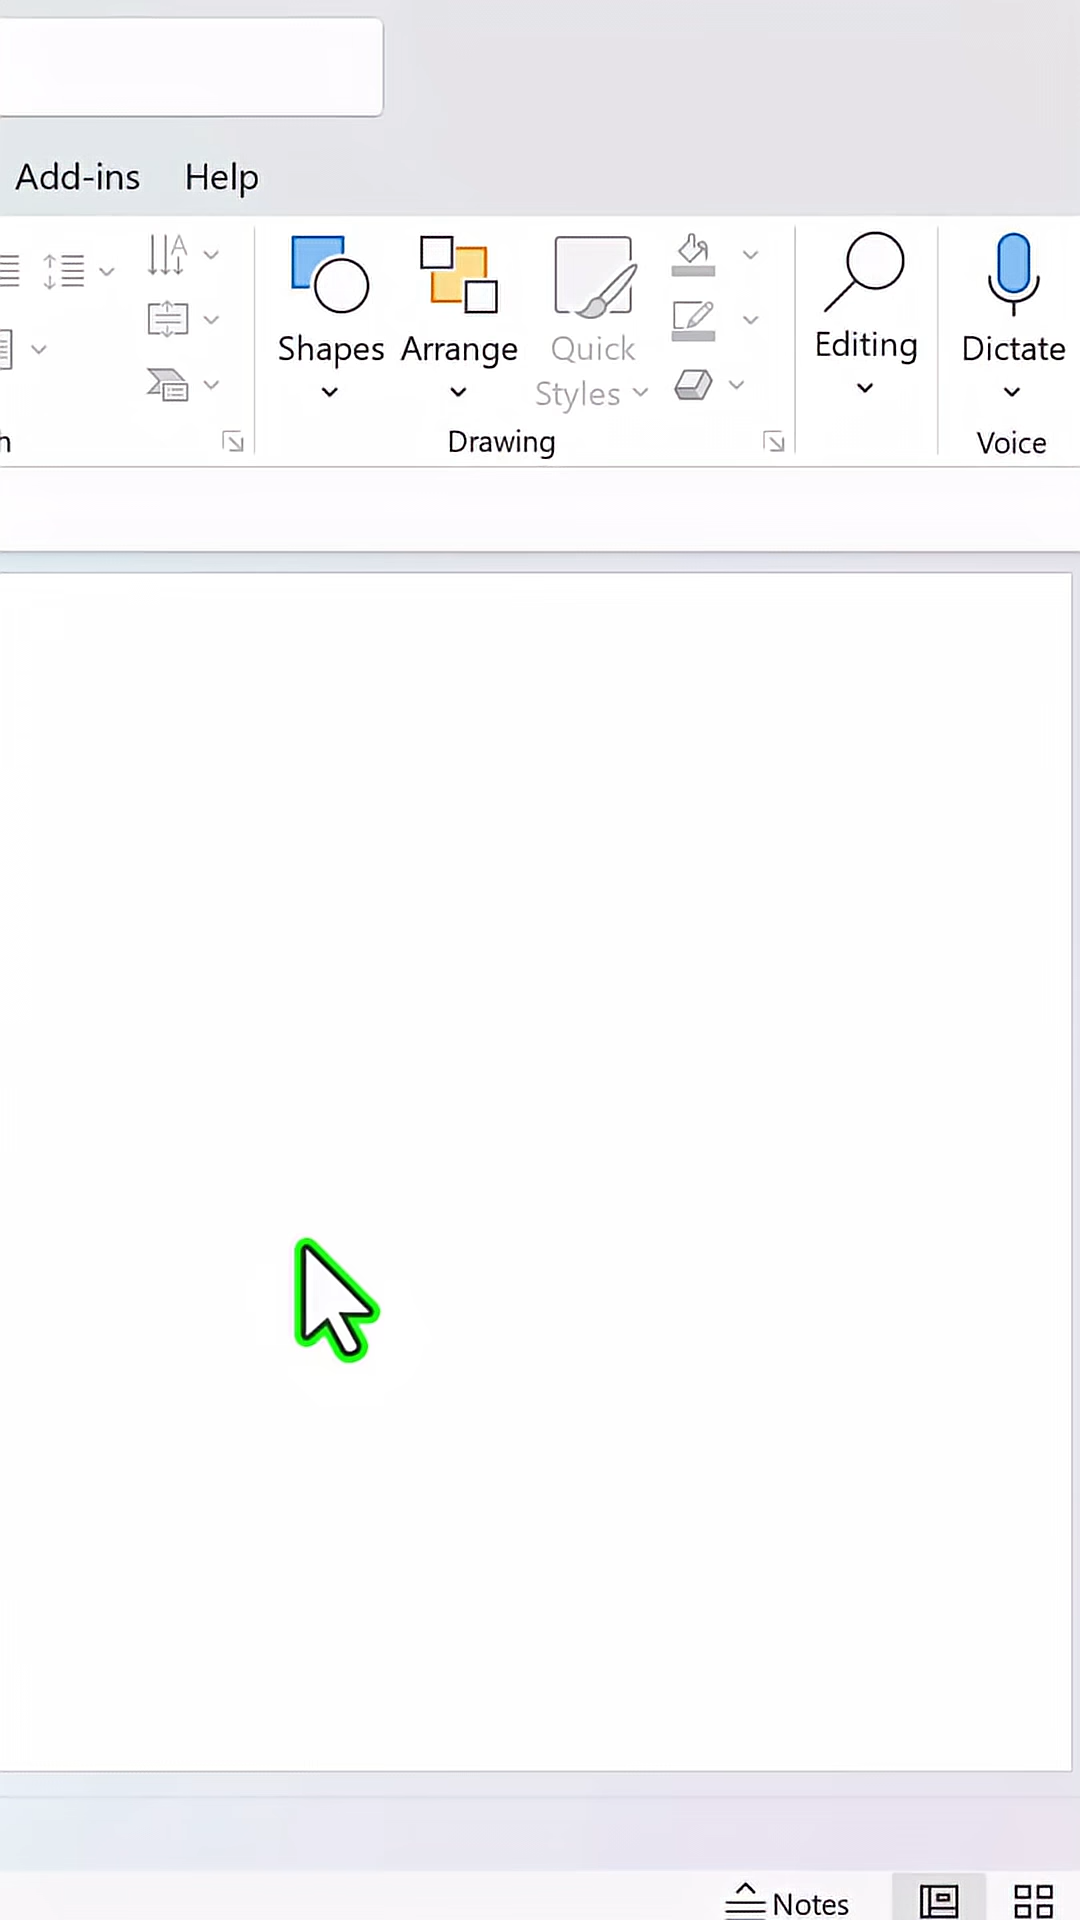 Add-ins Help
Shapes Arrange Quick Styles Editing Dictate
h Drawing Voice
Notes